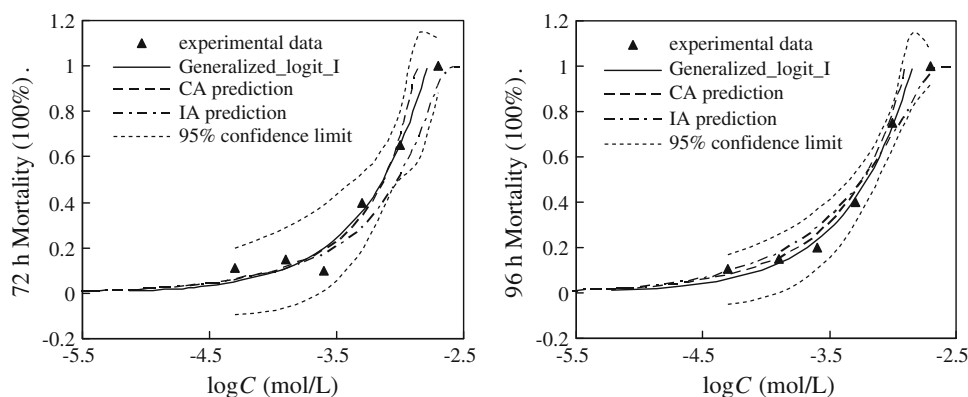 1.2
1
0.8
0.6
0.4
0.2
0
-0.2
72 h Mortality (100%) .
experimental data
Generalized_logit_I
CA prediction
IA prediction
95% confidence limit
-5.5 -4.5 -3.5 -2.5
logC (mol/L)
1.2
1
0.8
0.6
0.4
0.2
0
-0.2
96 h Mortality (100%) .
experimental data
Generalized_logit_I
CA prediction
IA prediction
95% confidence limit
-5.5 -4.5 -3.5 -2.5
logC (mol/L)